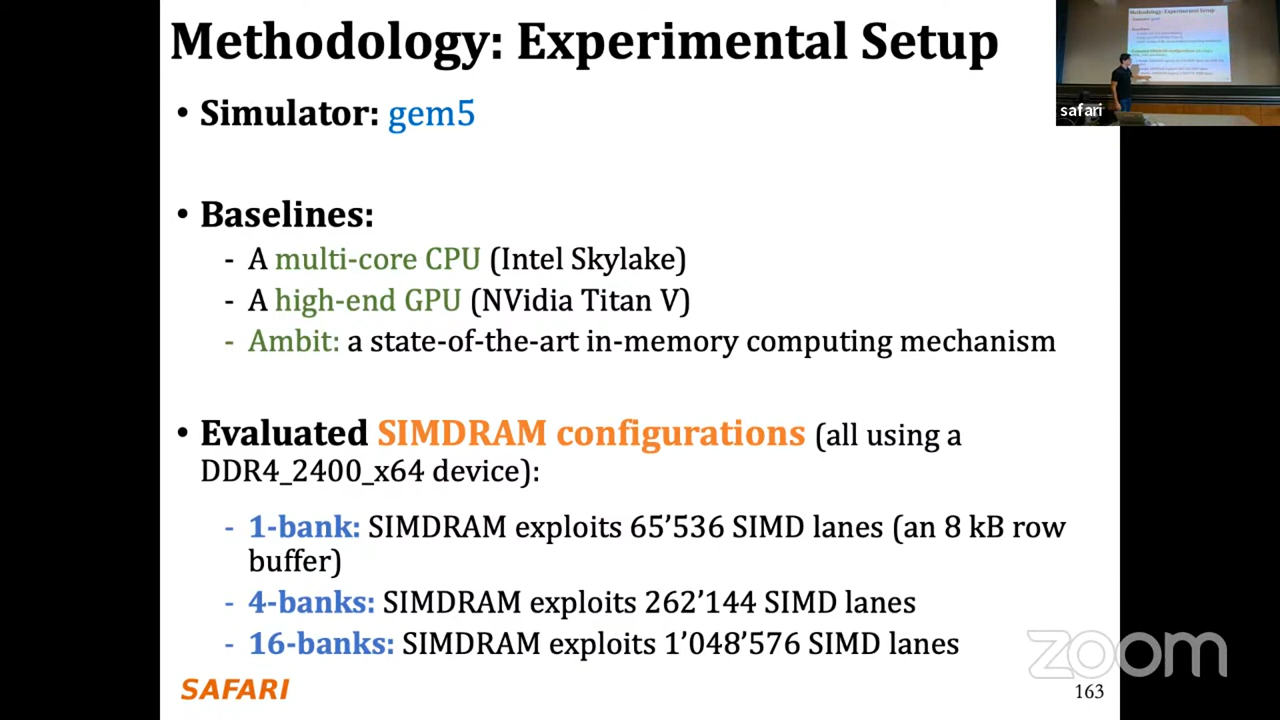 Methodology: Experimental Setup
safari
• Simulator: gem5
• Baselines:
- A multi-core CPU (Intel Skylake)
- A high-end GPU (NVidia Titan V)
- Ambit: a state-of-the-art in-memory computing mechanism
• Evaluated SIMDRAM configurations (all using a
DDR4_2400_x64 device):
- 1-bank: SIMDRAM exploits 65’536 SIMD lanes (an 8 kB row
buffer)
- 4-banks: SIMDRAM exploits 262’144 SIMD lanes
- 16-banks: SIMDRAM exploits 1’048’576 SIMD lanes
zoom
SAFARI
163